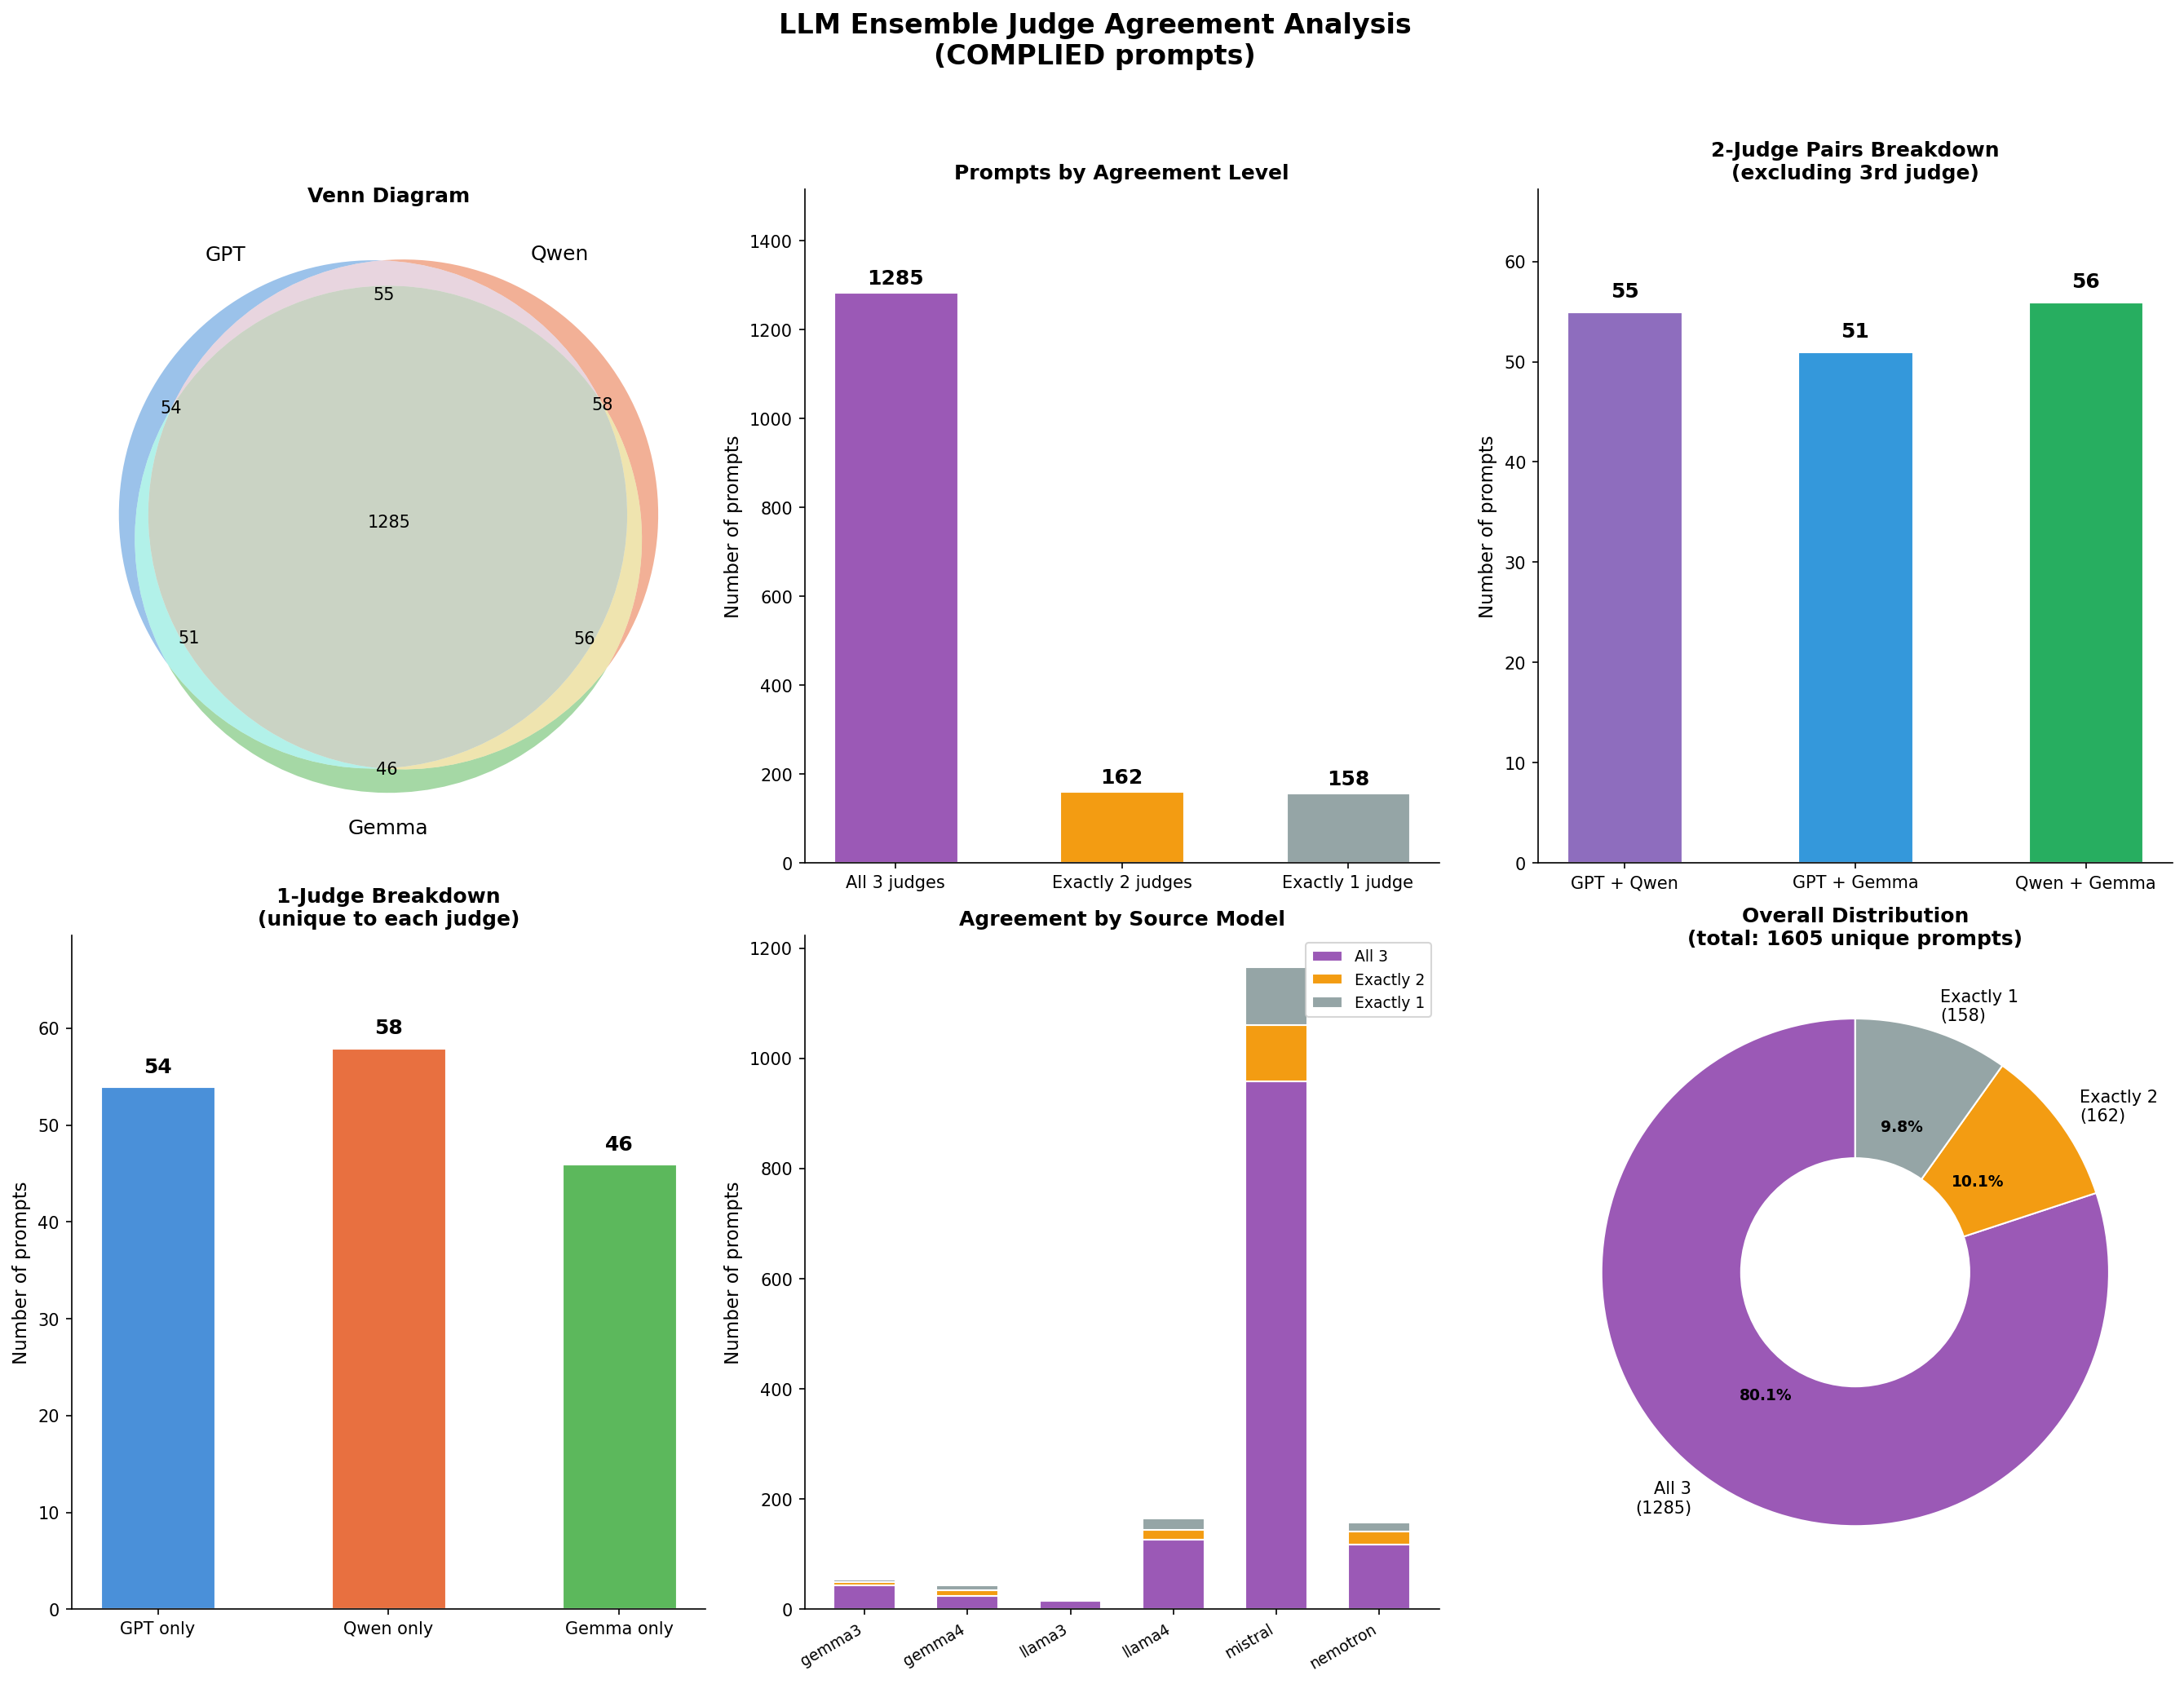 LLM Ensemble Judge Agreement Analysis
(COMPLIED prompts)
Venn Diagram
GPT
Qwen
55
54
58
1285
51
56
46
Gemma
Prompts by Agreement Level
Number of prompts
1400
1200
1000
800
600
400
200
0
1285
162
158
All 3 judges
Exactly 2 judges
Exactly 1 judge
2-Judge Pairs Breakdown
(excluding 3rd judge)
Number of prompts
60
50
40
30
20
10
0
55
51
56
GPT + Qwen
GPT + Gemma
Qwen + Gemma
1-Judge Breakdown
(unique to each judge)
Number of prompts
60
50
40
30
20
10
0
54
58
46
GPT only
Qwen only
Gemma only
Agreement by Source Model
Number of prompts
1200
1000
800
600
400
200
0
All 3
Exactly 2
Exactly 1
gemma3
gemma4
llama3
llama4
mistral
nemotron
Overall Distribution
(total: 1605 unique prompts)
Exactly 1
(158)
Exactly 2
(162)
9.8%
10.1%
80.1%
All 3
(1285)